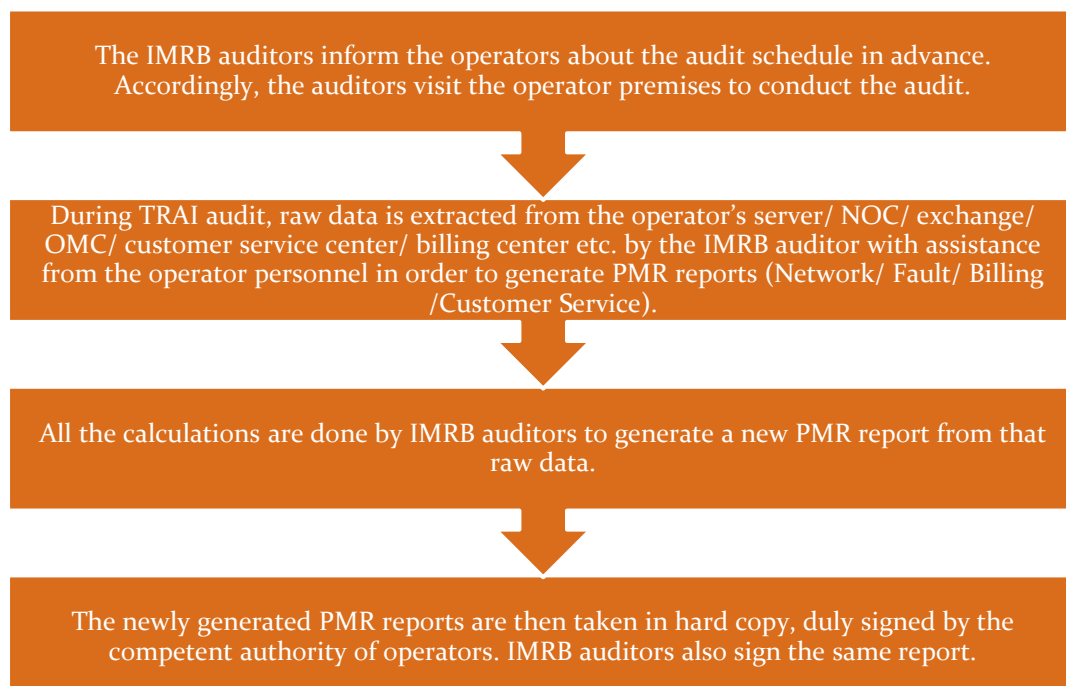 The IMRB auditors inform the operators about the audit schedule in advance.
Accordingly, the auditors visit the operator premises to conduct the audit.
During TRAI audit, raw data is extracted from the operator's server/ NOC/ exchange/
OMC/ customer service center/ billing center etc. by the IMRB auditor with assistance
from the operator personnel in order to generate PMR reports (Network/ Fault/ Billing
/Customer Service).
All the calculations are done by IMRB auditors to generate a new PMR report from that
raw data.
The newly generated PMR reports are then taken in hard copy, duly signed by the
competent authority of operators. IMRB auditors also sign the same report.